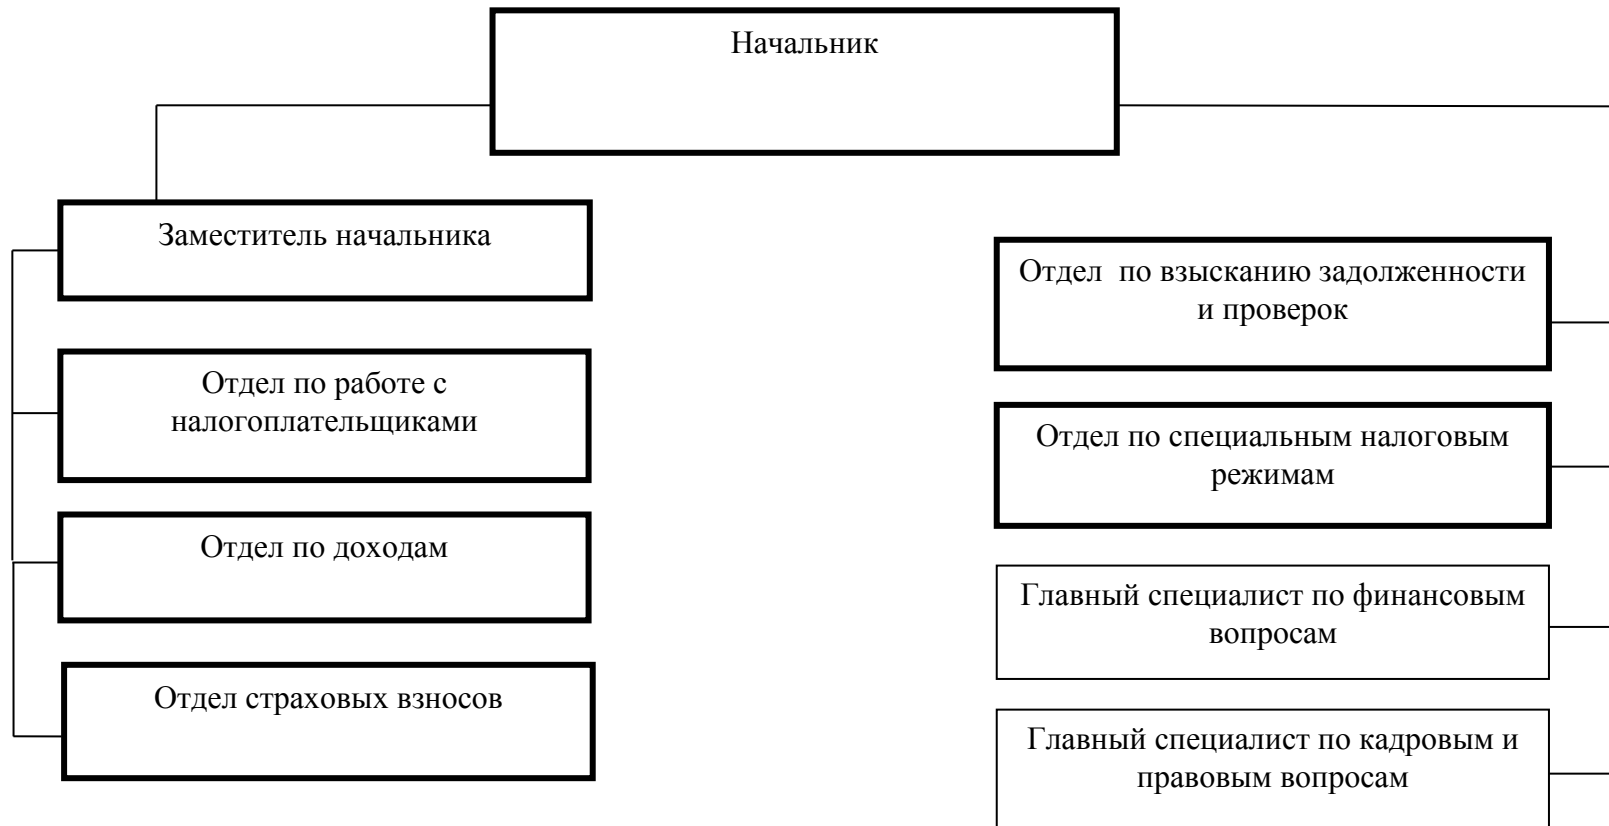 Начальник
Заместитель начальника
Отдел по работе с
налогоплательщиками
Отдел по доходам
Отдел страховых взносов
Отдел  по взысканию задолженности
и проверок
Отдел по специальным налоговым
режимам
Главный специалист по финансовым
вопросам
Главный специалист по кадровым и
правовым вопросам